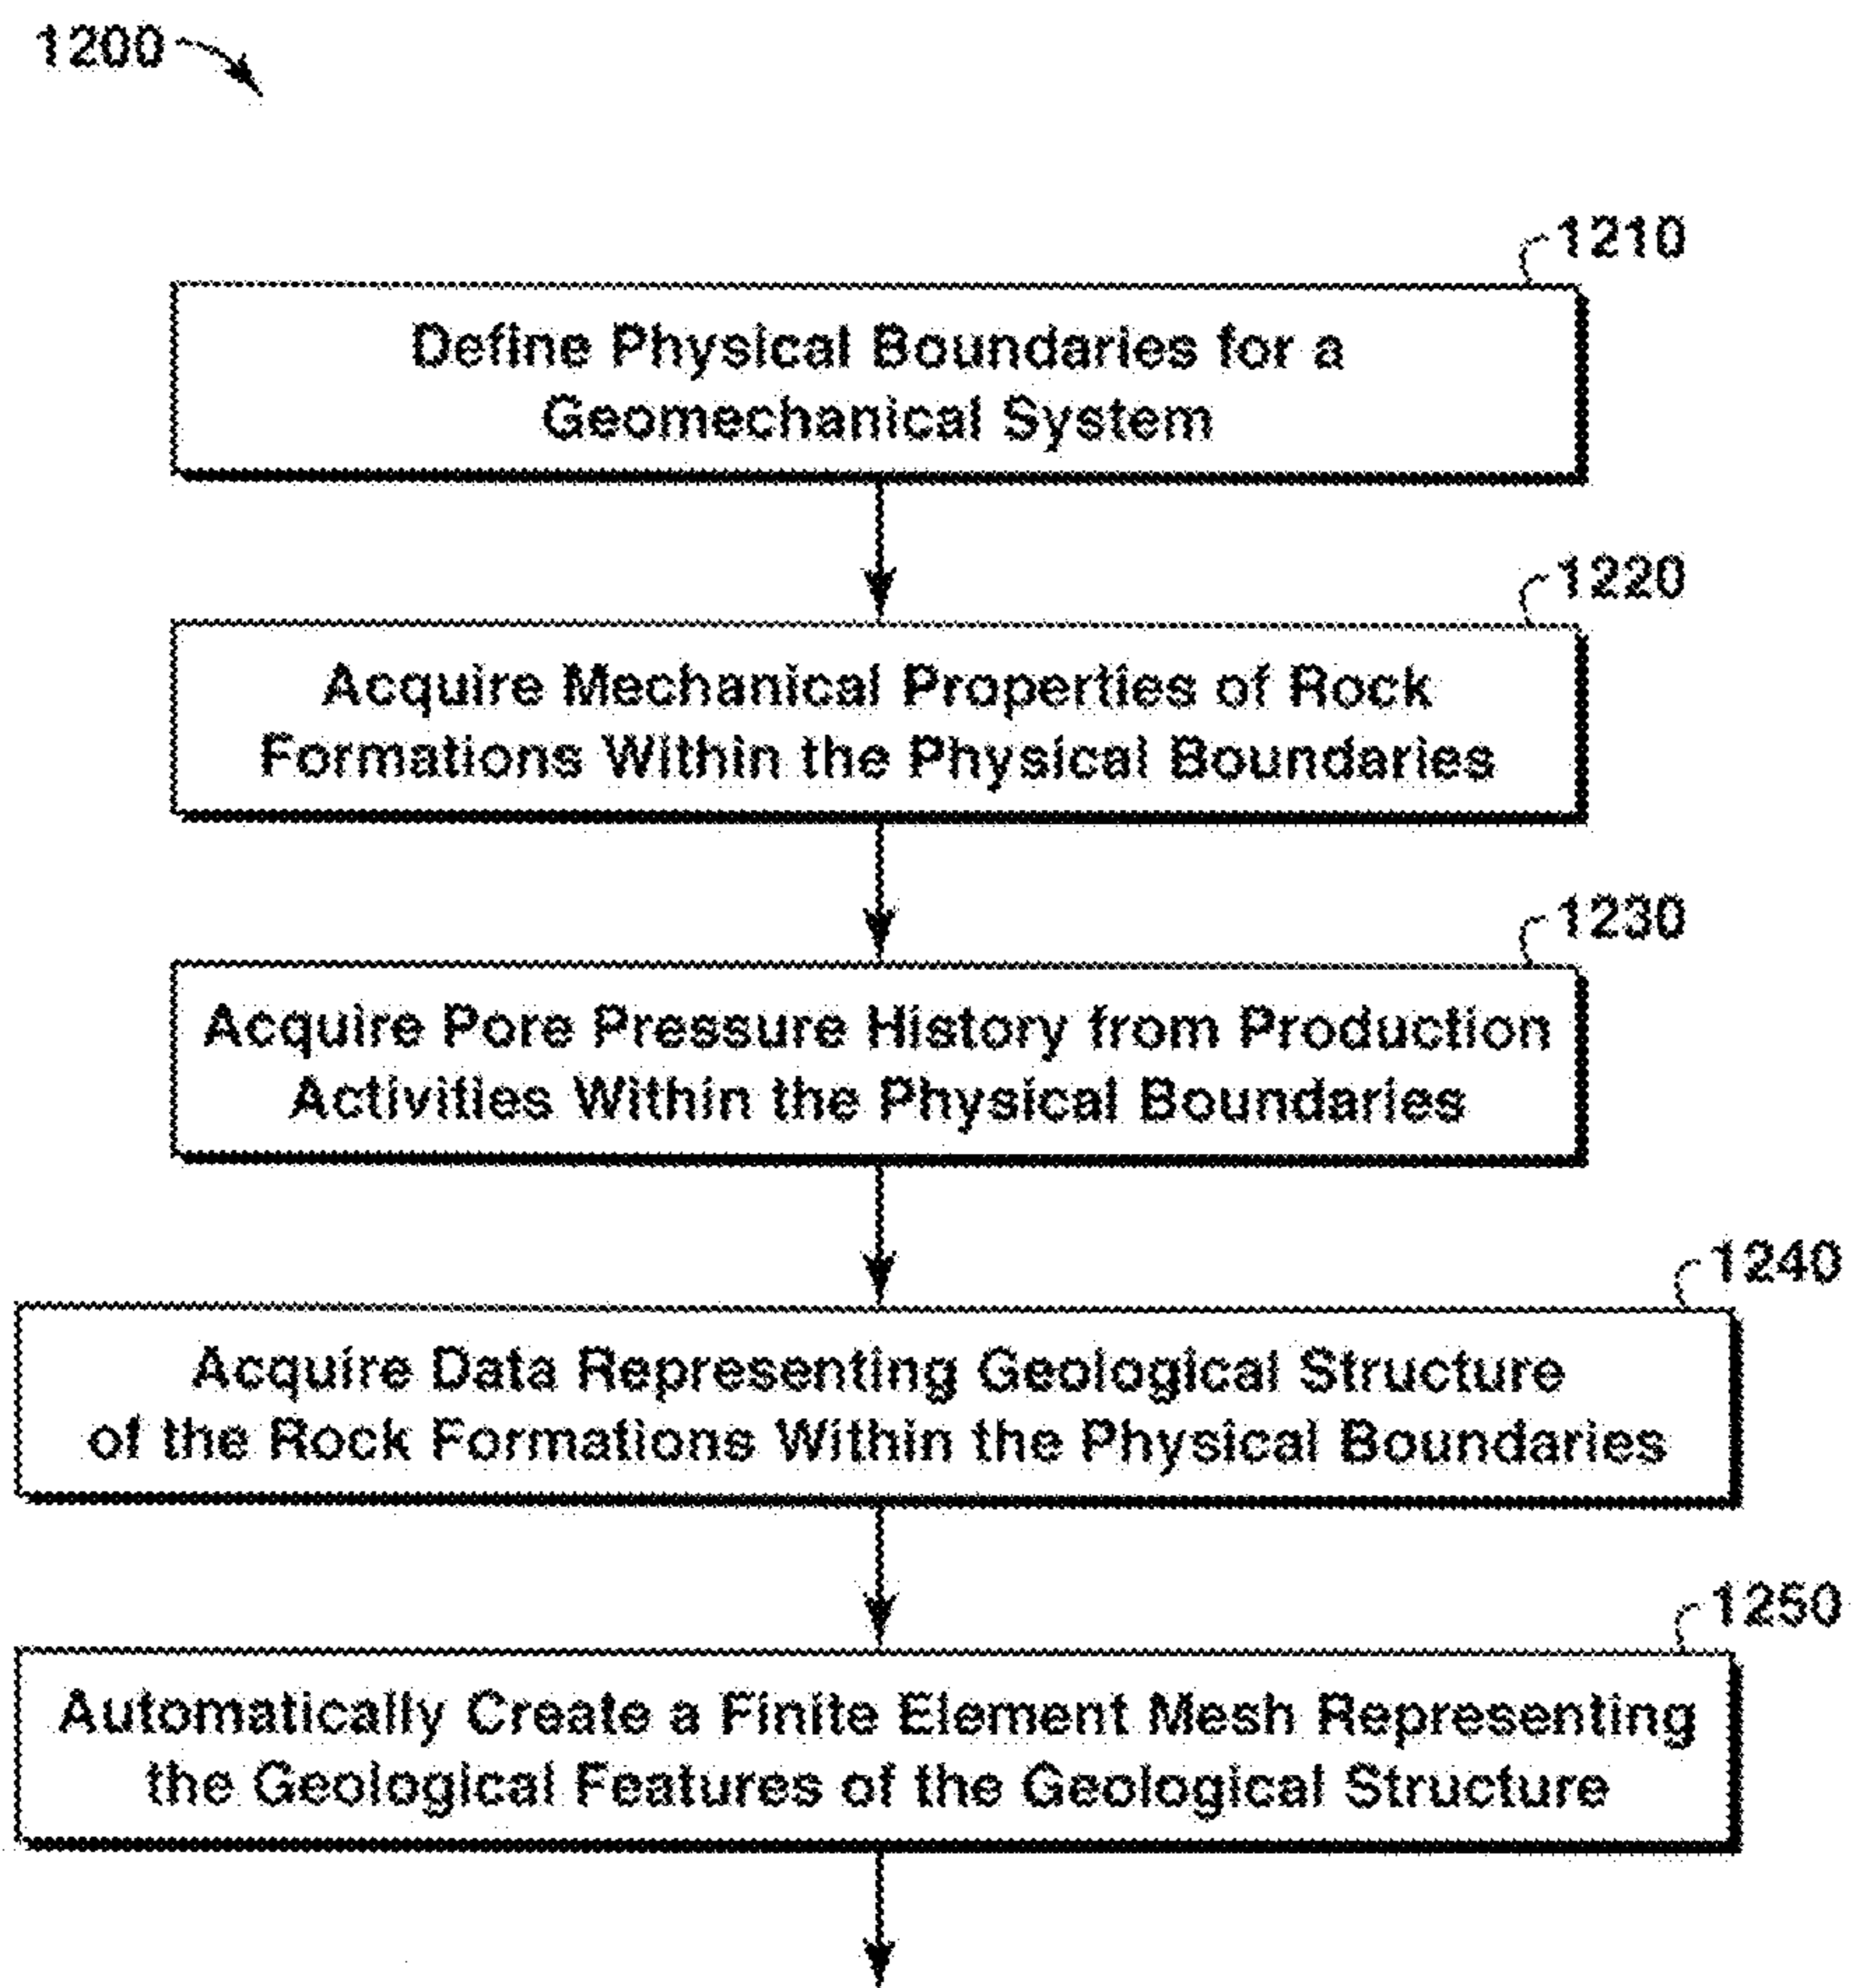 1200
1210
Define Physical Boundaries for a
Geomechanical System
1220
Acquire Mechanical Properties of Rock
Formations Within the Physical Boundaries
1230
Acquire Pore Pressure History from Production
Activities Within the Physical Boundaries
1240
Acquire Data Representing Geological Structure
of the Rock Formations Within the Physical Boundaries
1250
Automatically Create a Finite Element Mesh Representing
the Geological Features of the Geological Structure